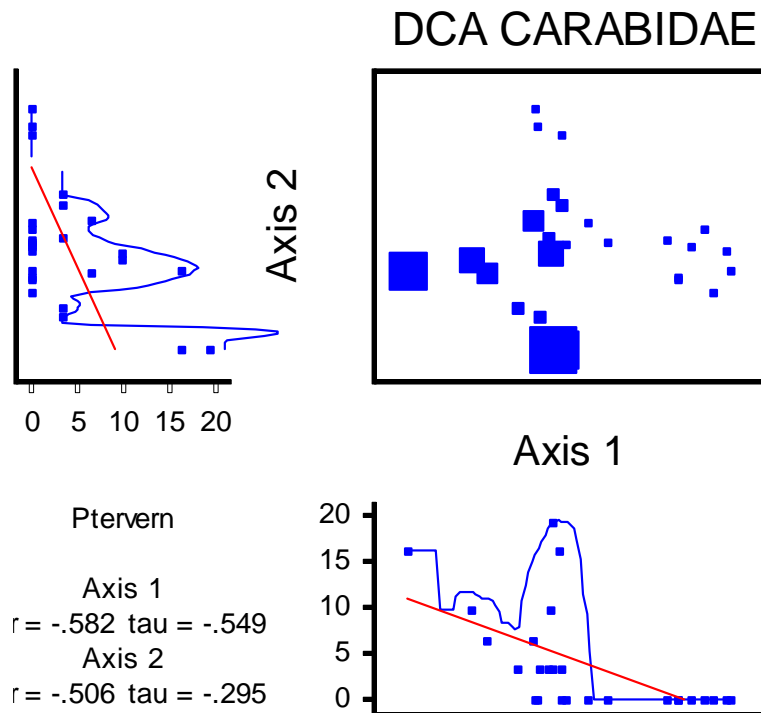 DCA CARABIDAE
Axis 2
0 5 10 15 20
Axis 1
Ptervern
Axis 1
r = -.582 tau = -.549
Axis 2
r = -.506 tau = -.295
20
15
10
5
0